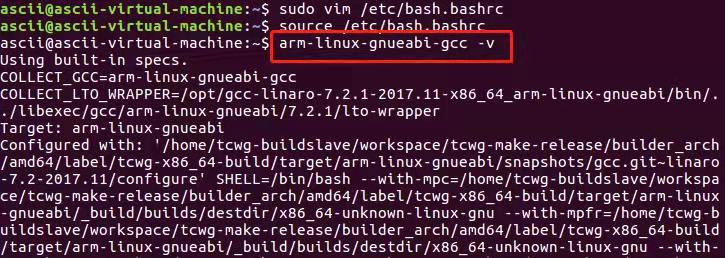 ascii@ascii-virtual-machine:~$ sudo vim /etc/bash.bashrc
ascii@ascii-virtual-machine:~$ source /etc/bash.bashrc
ascii@ascii-virtual-machine:~$ arm-linux-gnueabi-gcc -v
Using built-in specs.
COLLECT_GCC=arm-linux-gnueabi-gcc
COLLECT_LTO_WRAPPER=/opt/gcc-linaro-7.2.1-2017.11-x86_64_arm-linux-gnueabi/bin/.
./libexec/gcc/arm-linux-gnueabi/7.2.1/lto-wrapper
Target: arm-linux-gnueabi
Configured with: '/home/tcwg-buildslave/workspace/tcwg-make-release/builder_arch
/amd64/label/tcwg-x86_64-build/target/arm-linux-gnueabi/snapshots/gcc.git~linaro
-7.2-2017.11/configure' SHELL=/bin/bash --with-mpc=/home/tcwg-buildslave/workspa
ce/tcwg-make-release/builder_arch/amd64/label/tcwg-x86_64-build/target/arm-linux
-gnueabi/_build/builds/destdir/x86_64-unknown-linux-gnu --with-mpfr=/home/tcwg-b
uildslave/workspace/tcwg-make-release/builder_arch/amd64/label/tcwg-x86_64-build
/target/arm-linux-gnueabi/_build/builds/destdir/x86_64-unknown-linux-gnu --with-